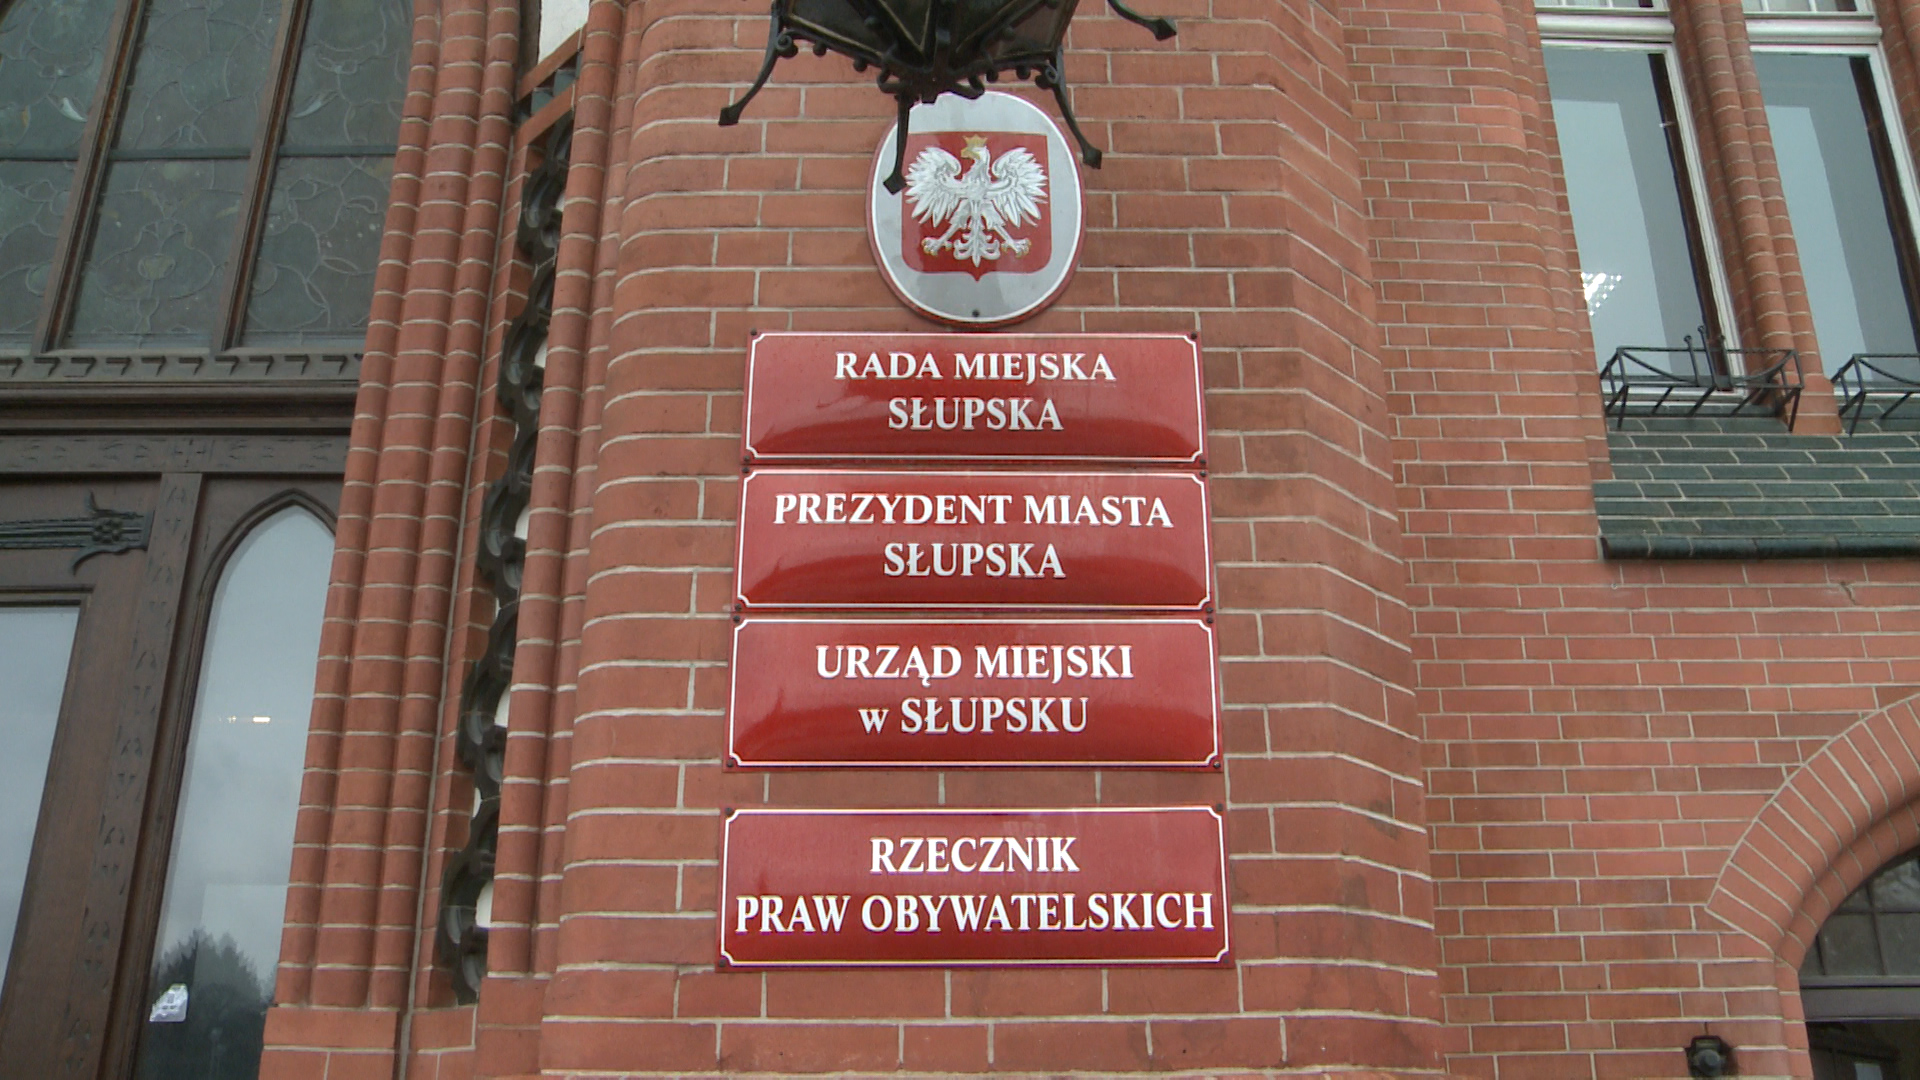 RADA MIEJSKA
SŁUPSKA
PREZYDENT MIASTA
SŁUPSKA
URZĄD MIEJSKI
w SŁUPSKU
RZECZNIK
PRAW OBYWATELSKICH